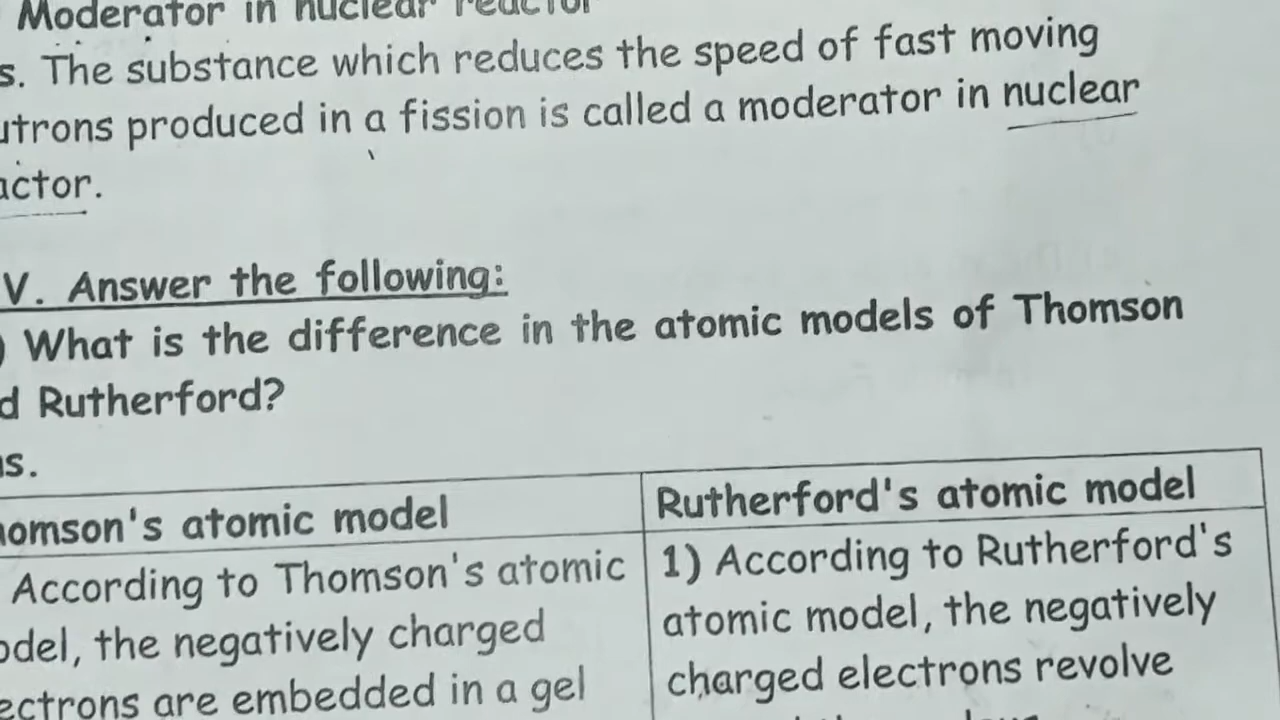 Moderator in nuclear reactor
s. The substance which reduces the speed of fast moving
utrons produced in a fission is called a moderator in nuclear
actor.
V. Answer the following:
) What is the difference in the atomic models of Thomson
d Rutherford?
s.
homson's atomic model
Rutherford's atomic model
According to Thomson's atomic
odel, the negatively charged
ectrons are embedded in a gel
1) According to Rutherford's
atomic model, the negatively
charged electrons revolve